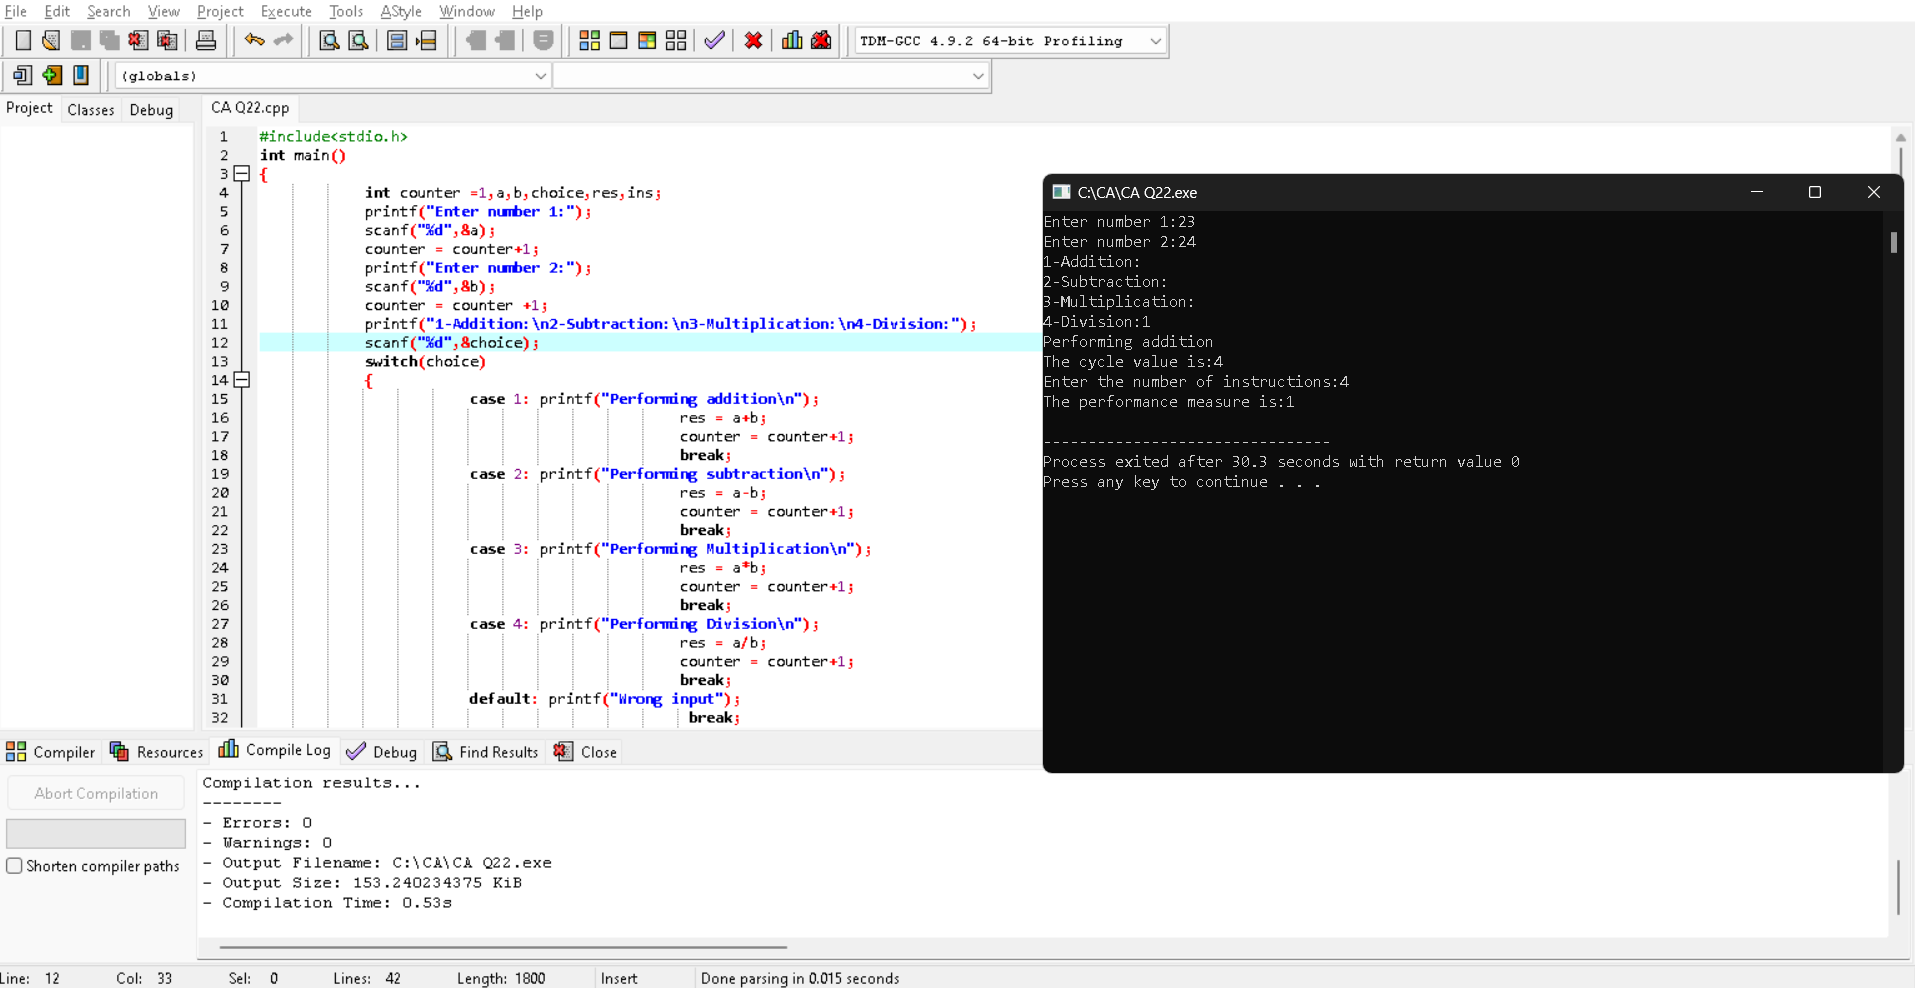 File Edit Search View Project Execute Tools AStyle Window Help
TDM-GCC 4.9.2 64-bit Profiling
(globals)
Project Classes Debug
CA Q22.cpp
1 #include<stdio.h>
2 int main()
3 {
4 int counter =1,a,b,choice,res,ins;
5 printf("Enter number 1:");
6 scanf("%d",&a);
7 counter = counter+1;
8 printf("Enter number 2:");
9 scanf("%d",&b);
10 counter = counter +1;
11 printf("1-Addition:\n2-Subtraction:\n3-Multiplication:\n4-Division:");
12 scanf("%d",&choice);
13 switch(choice)
14 {
15 case 1: printf("Performing addition\n");
16 res = a+b;
17 counter = counter+1;
18 break;
19 case 2: printf("Performing subtraction\n");
20 res = a-b;
21 counter = counter+1;
22 break;
23 case 3: printf("Performing Multiplication\n");
24 res = a*b;
25 counter = counter+1;
26 break;
27 case 4: printf("Performing Division\n");
28 res = a/b;
29 counter = counter+1;
30 break;
31 default: printf("Wrong input");
32 break;
C:\CA\CA Q22.exe
Enter number 1:23
Enter number 2:24
1-Addition:
2-Subtraction:
3-Multiplication:
4-Division:1
Performing addition
The cycle value is:4
Enter the number of instructions:4
The performance measure is:1
--------------------------------
Process exited after 30.3 seconds with return value 0
Press any key to continue . . .
Compiler Resources Compile Log Debug Find Results Close
Abort Compilation
Shorten compiler paths
Compilation results...
--------
- Errors: 0
- Warnings: 0
- Output Filename: C:\CA\CA Q22.exe
- Output Size: 153.240234375 KiB
- Compilation Time: 0.53s
Line: 12 Col: 33 Sel: 0 Lines: 42 Length: 1800 Insert Done parsing in 0.015 seconds